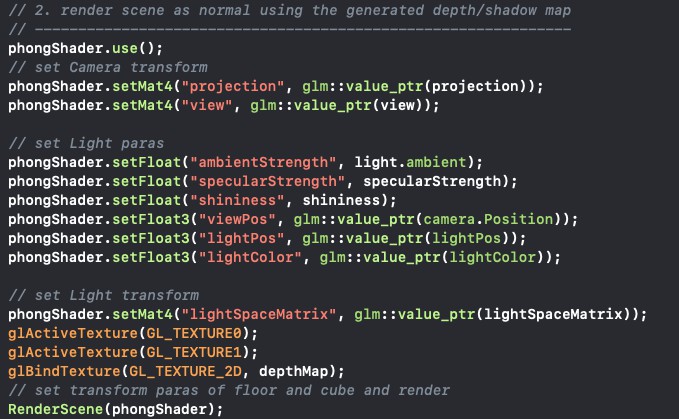 // 2. render scene as normal using the generated depth/shadow map
// --------------------------------------------------------------
phongShader.use();
// set Camera transform
phongShader.setMat4("projection", glm::value_ptr(projection));
phongShader.setMat4("view", glm::value_ptr(view));

// set Light paras
phongShader.setFloat("ambientStrength", light.ambient);
phongShader.setFloat("specularStrength", specularStrength);
phongShader.setFloat("shininess", shininess);
phongShader.setFloat3("viewPos", glm::value_ptr(camera.Position));
phongShader.setFloat3("lightPos", glm::value_ptr(lightPos));
phongShader.setFloat3("lightColor", glm::value_ptr(lightColor));

// set Light transform
phongShader.setMat4("lightSpaceMatrix", glm::value_ptr(lightSpaceMatrix));
glActiveTexture(GL_TEXTURE0);
glActiveTexture(GL_TEXTURE1);
glBindTexture(GL_TEXTURE_2D, depthMap);
// set transform paras of floor and cube and render
RenderScene(phongShader);